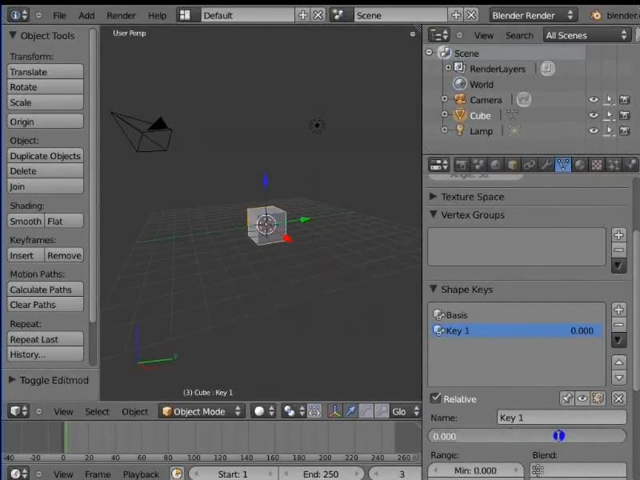 File Add Render Help Default Scene Blender Render blender.
Object Tools
Transform:
Translate
Rotate
Scale
Origin
Object:
Duplicate Objects
Delete
Join
Shading:
Smooth Flat
Keyframes:
Insert Remove
Motion Paths:
Calculate Paths
Clear Paths
Repeat:
Repeat Last
History...
Toggle Editmod
User Persp
(3) Cube : Key 1
View Select Object Object Mode Glo
-40 -20 0 20 40 60 80 100 120 140 160 180 200 220 240 260
View Frame Playback Start: 1 End: 250 3
View Search All Scenes
Scene
RenderLayers
World
Camera
Cube
Lamp
Texture Space
Vertex Groups
Shape Keys
Basis
Key 1 0.000
Relative
Name: Key 1
0.000
Range: Blend:
Min: 0.000